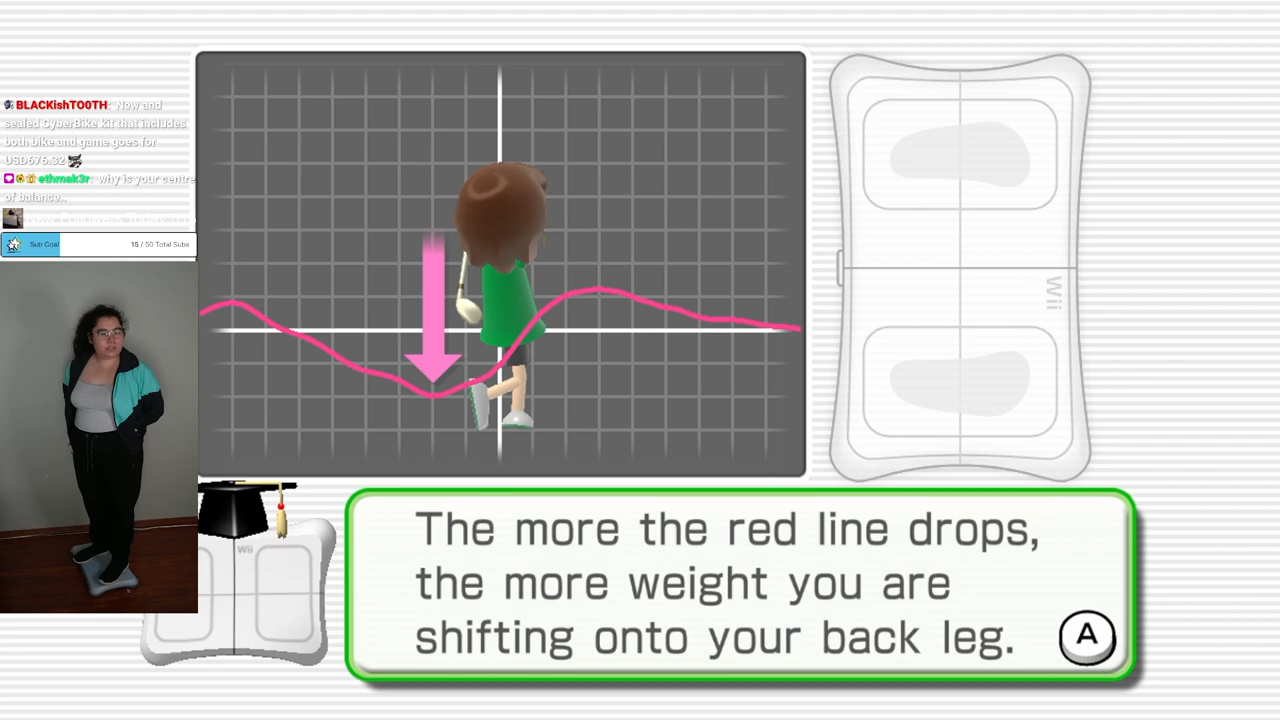 BLACKishTO0TH: New and
sealed CyberBike kit that includes
both bike and game goes for
USD676.32
ethmak3r: why is your centre
of balance..
Sub Goal
15 / 50 Total Subs
Wii
Wii
The more the red line drops,
the more weight you are
shifting onto your back leg.
A